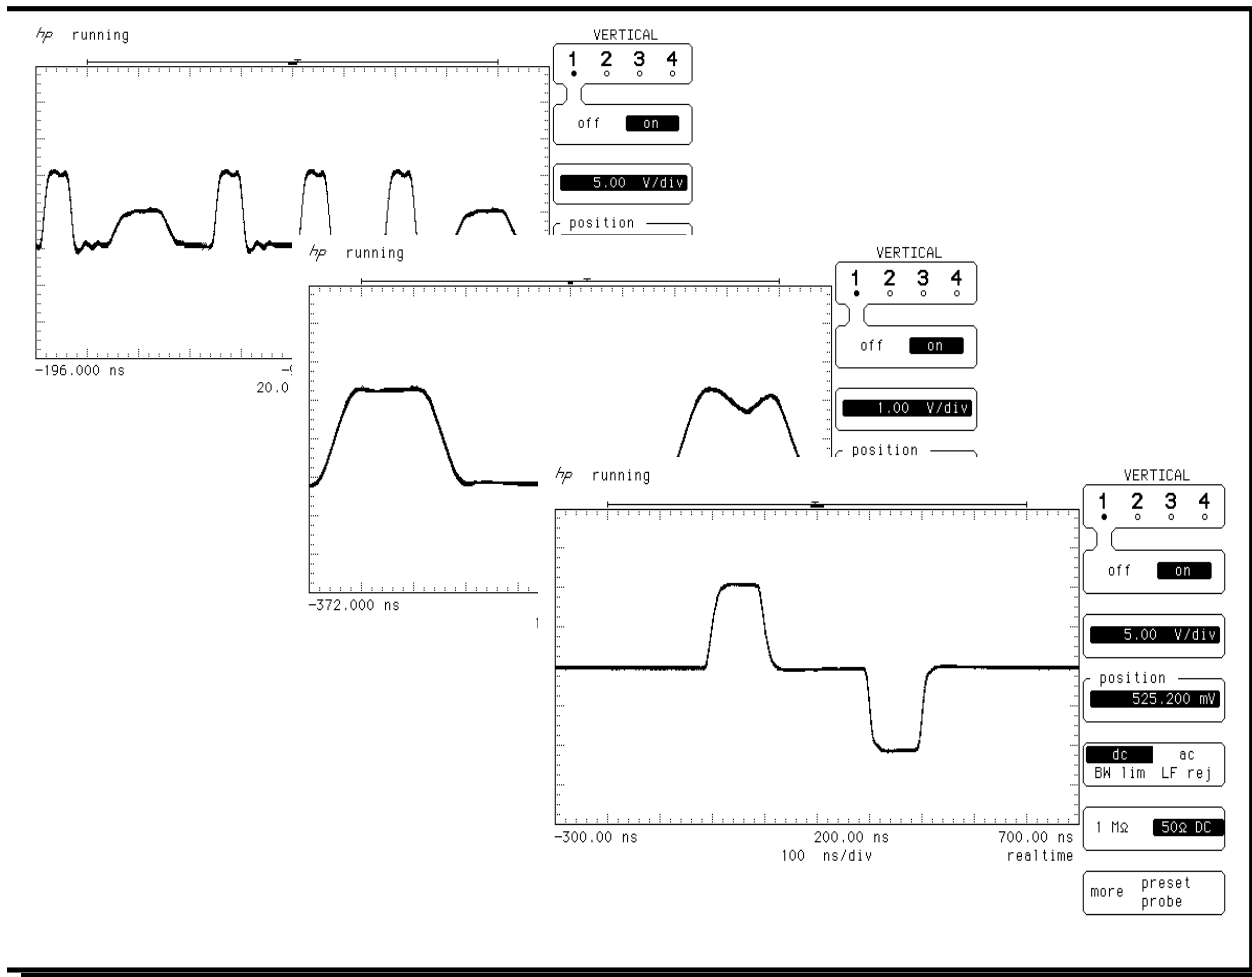 hp running
VERTICAL
1 2 3 4
off on
5.00 V/div
position
-196.000 ns
20.0
hp running
VERTICAL
1 2 3 4
off on
1.00 V/div
position
-372.000 ns
1
hp running
VERTICAL
1 2 3 4
off on
5.00 V/div
position
525.200 mV
dc ac
BW lim LF rej
1 MΩ 50Ω DC
more preset
probe
-300.00 ns 200.00 ns 700.00 ns
100 ns/div realtime